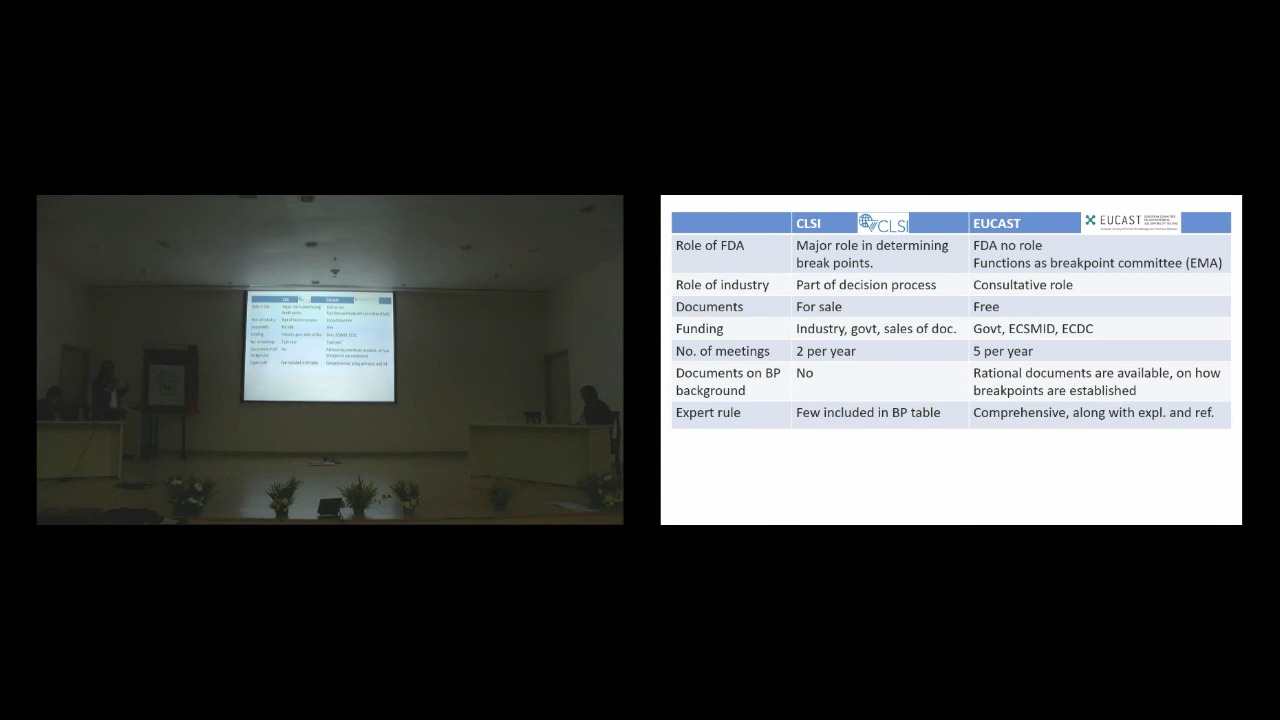 CLSI CLSI EUCAST EUCAST
Role of FDA Major role in determining FDA no role
break points. Functions as breakpoint committee (EMA)
Role of industry Part of decision process Consultative role
Documents For sale Free
Funding Industry, govt, sales of doc. Govt, ECSMID, ECDC
No. of meetings 2 per year 5 per year
Documents on BP No Rational documents are available, on how
background breakpoints are established
Expert rule Few included in BP table Comprehensive, along with expl. and ref.